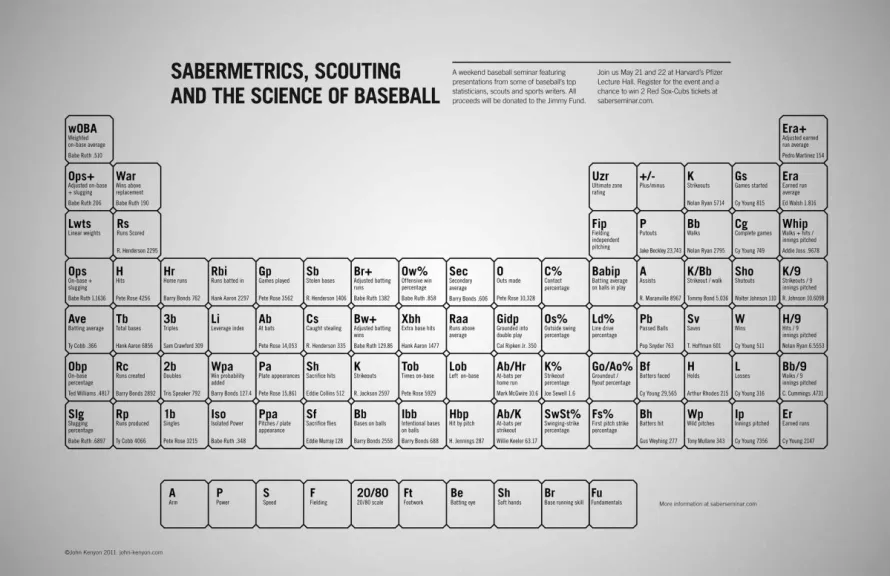 SABERMETRICS, SCOUTING
AND THE SCIENCE OF BASEBALL
A weekend baseball seminar featuring
presentations from some of baseball's top
statisticians, scouts and sports writers. All
proceeds will be donated to the Jimmy Fund.
Join us May 21 and 22 at Harvard's Pfizer
Lecture Hall. Register for the event and a
chance to win 2 Red Sox-Cubs tickets at
saberseminar.com.
wOBA
Weighted
on-base average
Babe Ruth .510
Era+
Adjusted earned
run average
Pedro Martinez 154
Ops+
Adjusted on-base
+ slugging
Babe Ruth 206
War
Wins above
replacement
Babe Ruth 190
Uzr
Ultimate zone
rating
+/-
Plus/minus
K
Strikeouts
Nolan Ryan 5714
Gs
Games started
Cy Young 815
Era
Earned run
average
Ed Walsh 1.816
Lwts
Linear weights
Rs
Runs Scored
R. Henderson 2295
Fip
Fielding
independent
pitching
P
Putouts
Jake Beckley 23,743
Bb
Walks
Nolan Ryan 2795
Cg
Complete games
Cy Young 749
Whip
Walks + hits /
innings pitched
Addie Joss .9678
Ops
On-base +
slugging
Babe Ruth 1.1636
H
Hits
Pete Rose 4256
Hr
Home runs
Barry Bonds 762
Rbi
Runs batted in
Hank Aaron 2297
Gp
Games played
Pete Rose 3562
Sb
Stolen bases
R. Henderson 1406
Br+
Adjusted batting
runs
Babe Ruth 1382
Ow%
Offensive win
percentage
Babe Ruth .858
Sec
Secondary
average
Barry Bonds .606
O
Outs made
Pete Rose 10,328
C%
Contact
percentage
Babip
Batting average
on balls in play
A
Assists
R. Maranville 8967
K/Bb
Strikeout / walk
Tommy Bond 5.036
Sho
Shutouts
Walter Johnson 110
K/9
Strikeouts / 9
innings pitched
R. Johnson 10.6098
Ave
Batting average
Ty Cobb .366
Tb
Total bases
Hank Aaron 6856
3b
Triples
Sam Crawford 309
Li
Leverage index
Ab
At bats
Pete Rose 14,053
Cs
Caught stealing
R. Henderson 335
Bw+
Adjusted batting
wins
Babe Ruth 129.86
Xbh
Extra base hits
Hank Aaron 1477
Raa
Runs above
average
Gidp
Grounded into
double play
Cal Ripken Jr. 350
Os%
Outside swing
percentage
Ld%
Line drive
percentage
Pb
Passed Balls
Pop Snyder 763
Sv
Saves
T. Hoffman 601
W
Wins
Cy Young 511
H/9
Hits / 9
innings pitched
Nolan Ryan 6.5553
Obp
On-base
percentage
Ted Williams .4817
Rc
Runs created
Barry Bonds 2892
2b
Doubles
Tris Speaker 792
Wpa
Win probability
added
Barry Bonds 127.4
Pa
Plate appearances
Pete Rose 15,861
Sh
Sacrifice hits
Eddie Collins 512
K
Strikeouts
R. Jackson 2597
Tob
Times on-base
Pete Rose 5929
Lob
Left on-base
Ab/Hr
At-bats per
home run
Mark McGwire 10.6
K%
Strikeout
percentage
Joe Sewell 1.6
Go/Ao%
Groundout /
flyout percentage
Bf
Batters faced
Cy Young 29,565
H
Holds
Arthur Rhodes 215
L
Losses
Cy Young 316
Bb/9
Walks / 9
innings pitched
C. Cummings .4731
Slg
Slugging
percentage
Babe Ruth .6897
Rp
Runs produced
Ty Cobb 4066
1b
Singles
Pete Rose 3215
Iso
Isolated Power
Babe Ruth .348
Ppa
Pitches / plate
appearance
Sf
Sacrifice flies
Eddie Murray 128
Bb
Bases on balls
Barry Bonds 2558
Ibb
Intentional bases
on balls
Barry Bonds 688
Hbp
Hit by pitch
H. Jennings 287
Ab/K
At-bats per
strikeout
Willie Keeler 63.17
SwSt%
Swinging-strike
percentage
Fs%
First pitch strike
percentage
Bh
Batters hit
Gus Weyhing 277
Wp
Wild pitches
Tony Mullane 343
Ip
Innings pitched
Cy Young 7356
Er
Earned runs
Cy Young 2147
A
Arm
P
Power
S
Speed
F
Fielding
20/80
20/80 scale
Ft
Footwork
Be
Batting eye
Sh
Soft hands
Br
Base running skill
Fu
Fundamentals
More information at saberseminar.com
©John Kenyon 2011. john-kenyon.com